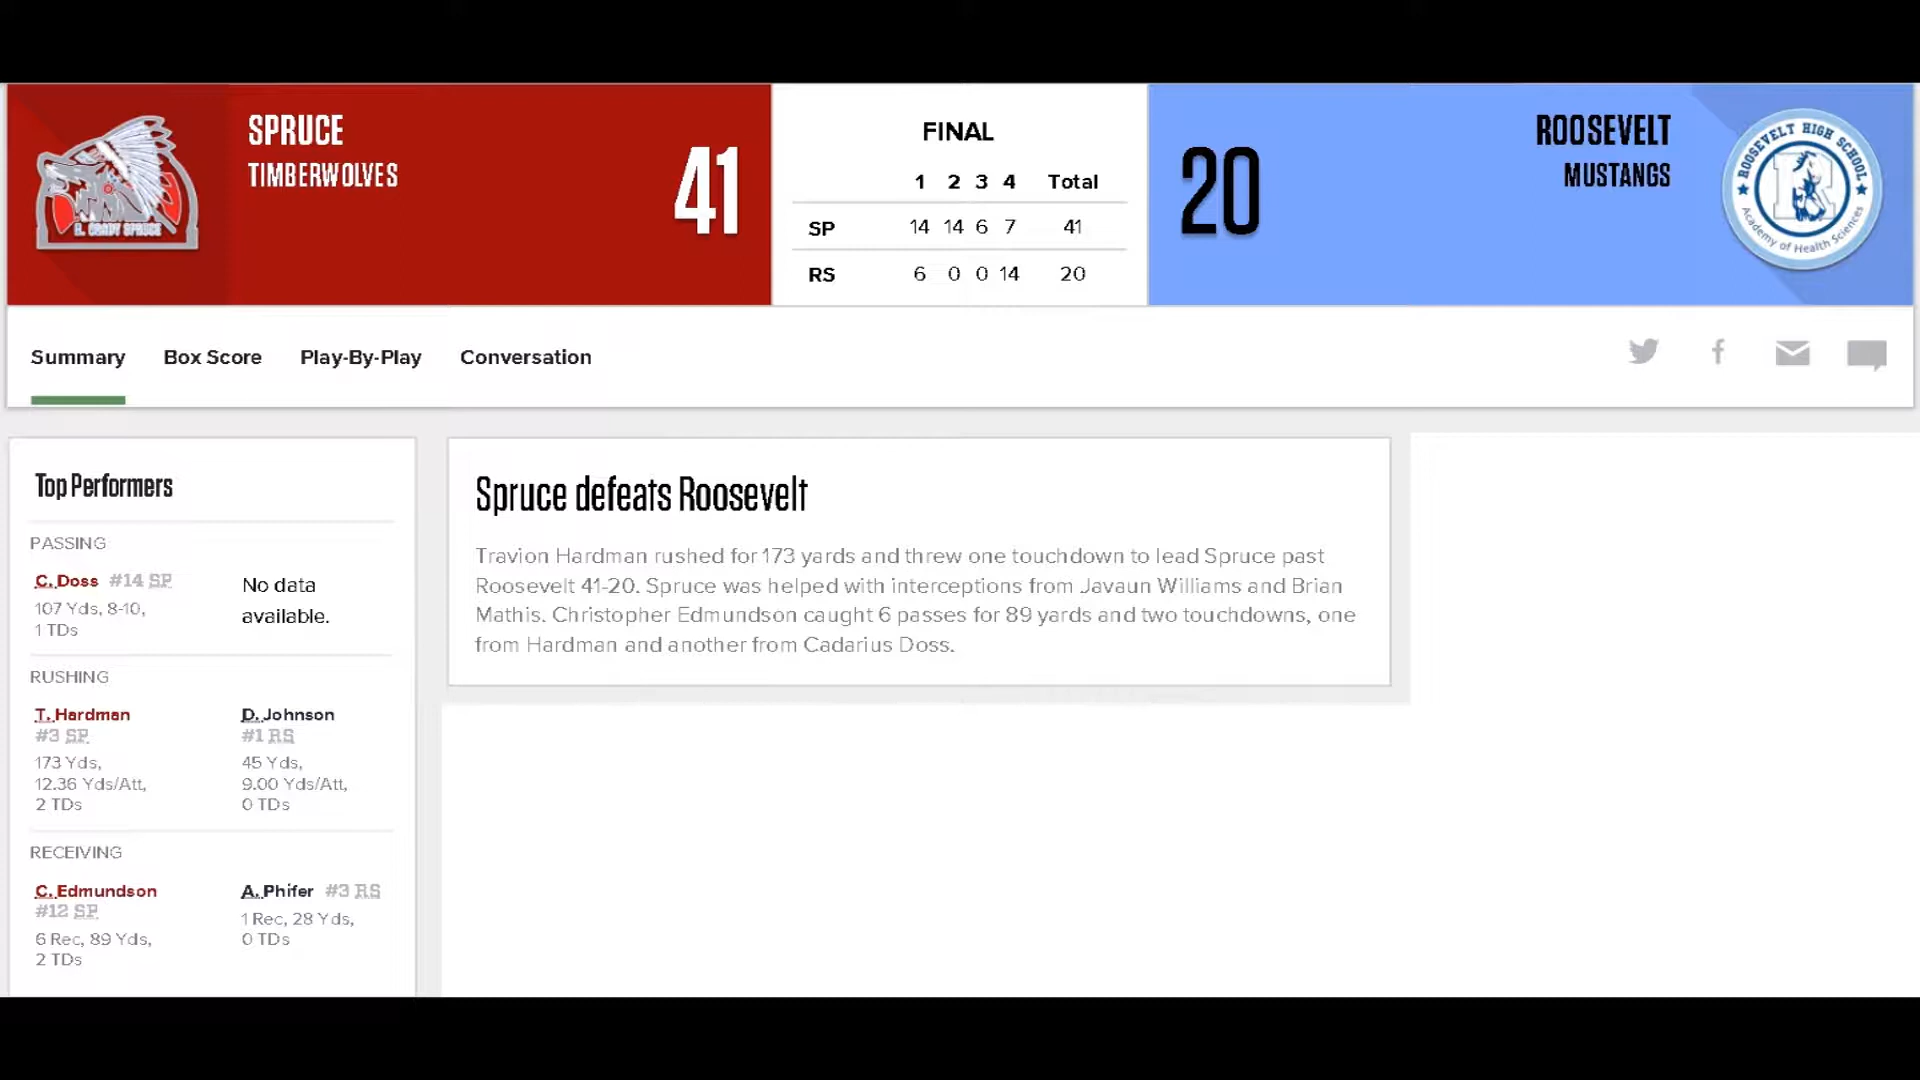 SPRUCE
TIMBERWOLVES
41
FINAL
1 2 3 4 Total
SP 14 14 6 7 41
RS 6 0 0 14 20
20
ROOSEVELT
MUSTANGS
E. GRADY SPRUCE
ROOSEVELT HIGH SCHOOL
R
Academy of Health Sciences
Summary Box Score Play-By-Play Conversation
Top Performers
PASSING
C. Doss #14 SP
107 Yds, 8-10,
1 TDs
No data
available.
RUSHING
T. Hardman
#3 SP
173 Yds,
12.36 Yds/Att,
2 TDs
D. Johnson
#1 RS
45 Yds,
9.00 Yds/Att,
0 TDs
RECEIVING
C. Edmundson
#12 SP
6 Rec, 89 Yds,
2 TDs
A. Phifer #3 RS
1 Rec, 28 Yds,
0 TDs
Spruce defeats Roosevelt
Travion Hardman rushed for 173 yards and threw one touchdown to lead Spruce past
Roosevelt 41-20. Spruce was helped with interceptions from Javaun Williams and Brian
Mathis. Christopher Edmundson caught 6 passes for 89 yards and two touchdowns, one
from Hardman and another from Cadarius Doss.